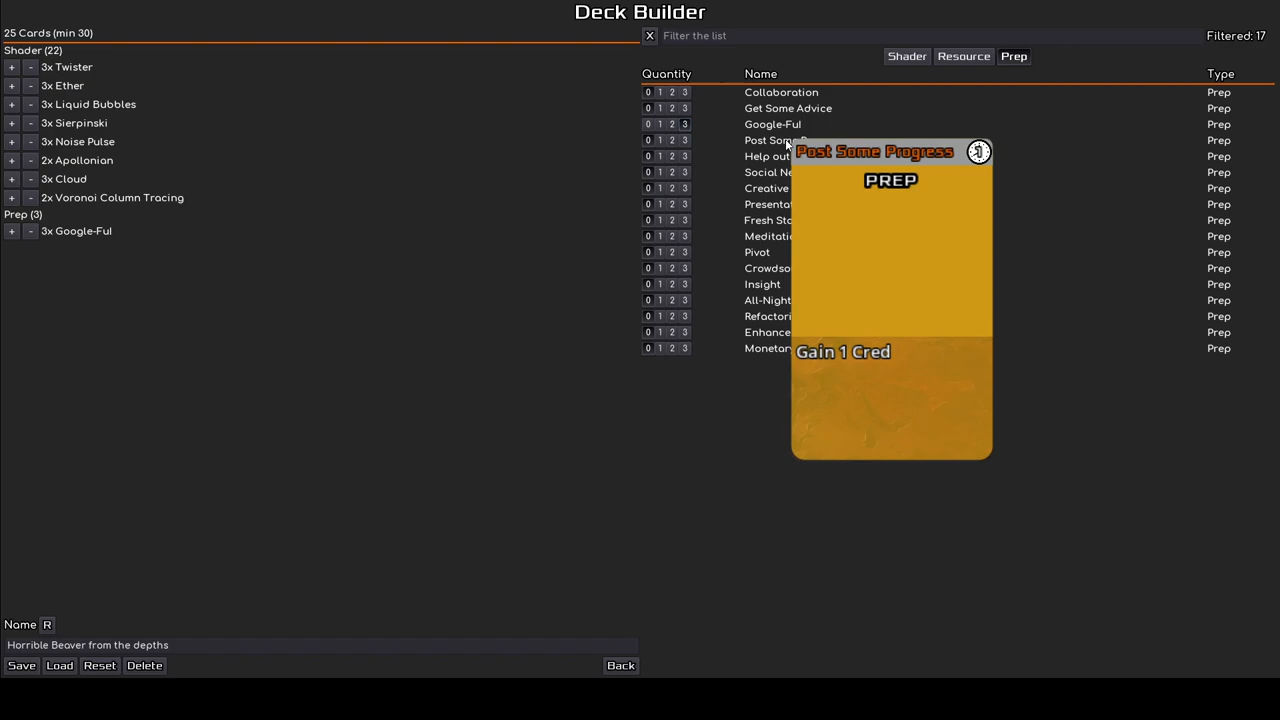 Deck Builder
25 Cards (min 30)
Shader (22)
+ - 3x Twister
+ - 3x Ether
+ - 3x Liquid Bubbles
+ - 3x Sierpinski
+ - 3x Noise Pulse
+ - 2x Apollonian
+ - 3x Cloud
+ - 2x Voronoi Column Tracing
Prep (3)
+ - 3x Google-Ful
Name R
Horrible Beaver from the depths
Save Load Reset Delete Back
X Filter the list Filtered: 17
Shader Resource Prep
Quantity Name Type
0 1 2 3 Collaboration Prep
0 1 2 3 Get Some Advice Prep
0 1 2 3 Google-Ful Prep
0 1 2 3 Post Some Prep
0 1 2 3 Help out Prep
0 1 2 3 Social Prep
0 1 2 3 Creative Prep
0 1 2 3 Prep
0 1 2 3 Fresh Prep
0 1 2 3 Prep
0 1 2 3 Pivot Prep
0 1 2 3 Prep
0 1 2 3 Insight Prep
0 1 2 3 All-Night Prep
0 1 2 3 Prep
0 1 2 3 Enhance Prep
0 1 2 3 Prep
Post Some Progress 1
PREP
Gain 1 Cred